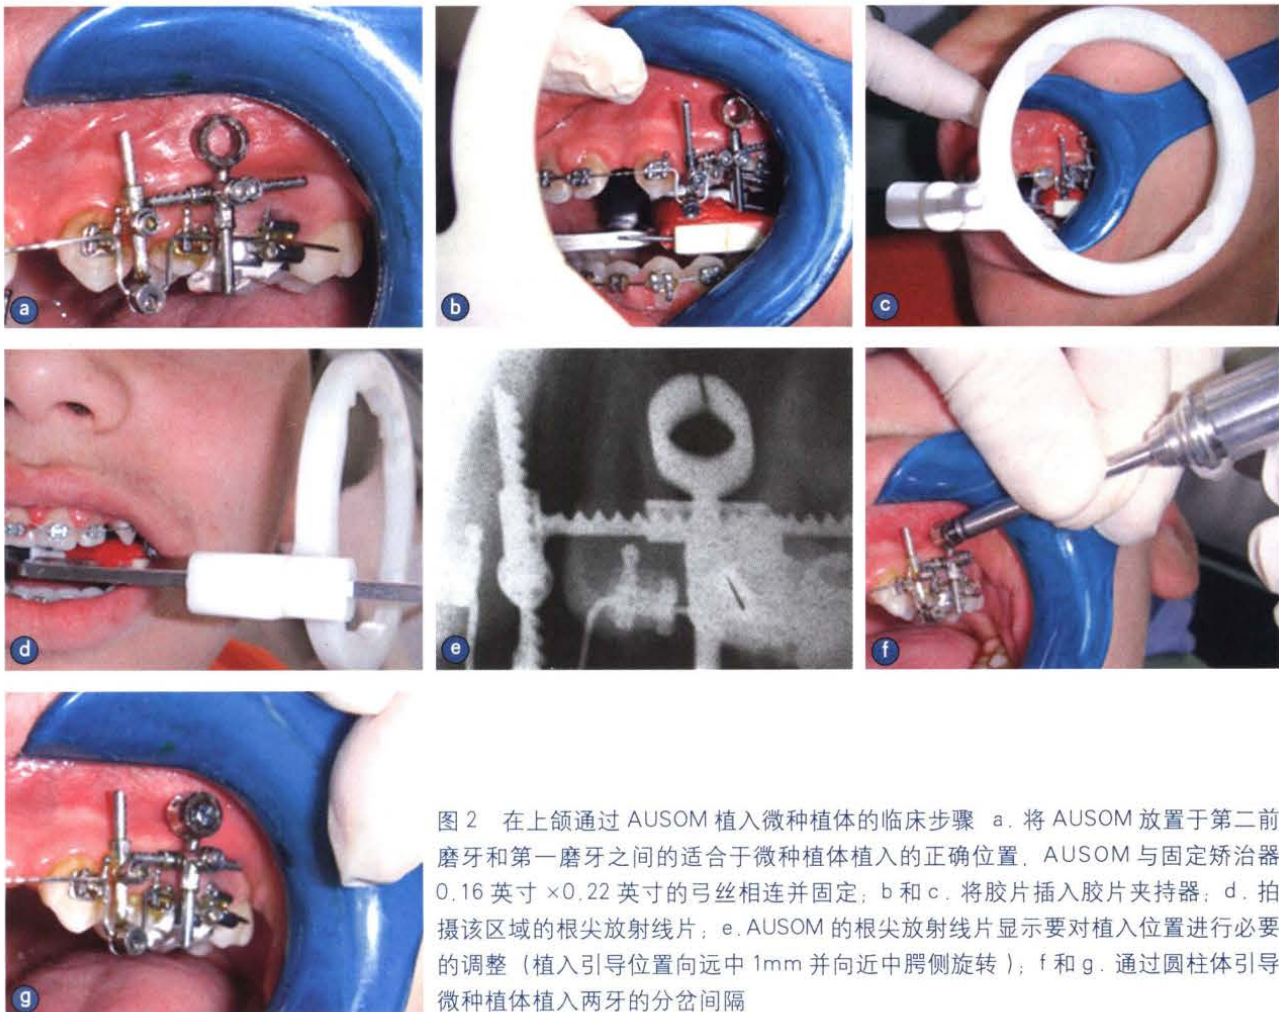 a
b
c
d
e
f
g
图 2 在上颌通过 AUSOM 植入微种植体的临床步骤 a. 将 AUSOM 放置于第二前
磨牙和第一磨牙之间的适合于微种植体植入的正确位置，AUSOM 与固定矫治器
0.16 英寸 ×0.22 英寸的弓丝相连并固定；b 和 c. 将胶片插入胶片夹持器；d. 拍
摄该区域的根尖放射线片；e. AUSOM 的根尖放射线片显示要对植入位置进行必要
的调整（植入引导位置向远中 1mm 并向近中腭侧旋转）；f 和 g. 通过圆柱体引导
微种植体植入两牙的分岔间隔